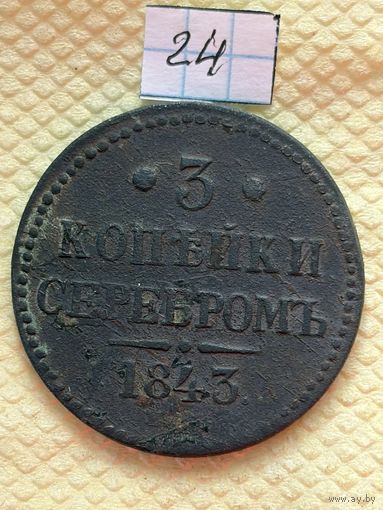 24
• 3 •
КОПѢЙКИ
СЕРЕБРОМЪ
1843.
www.ay.by